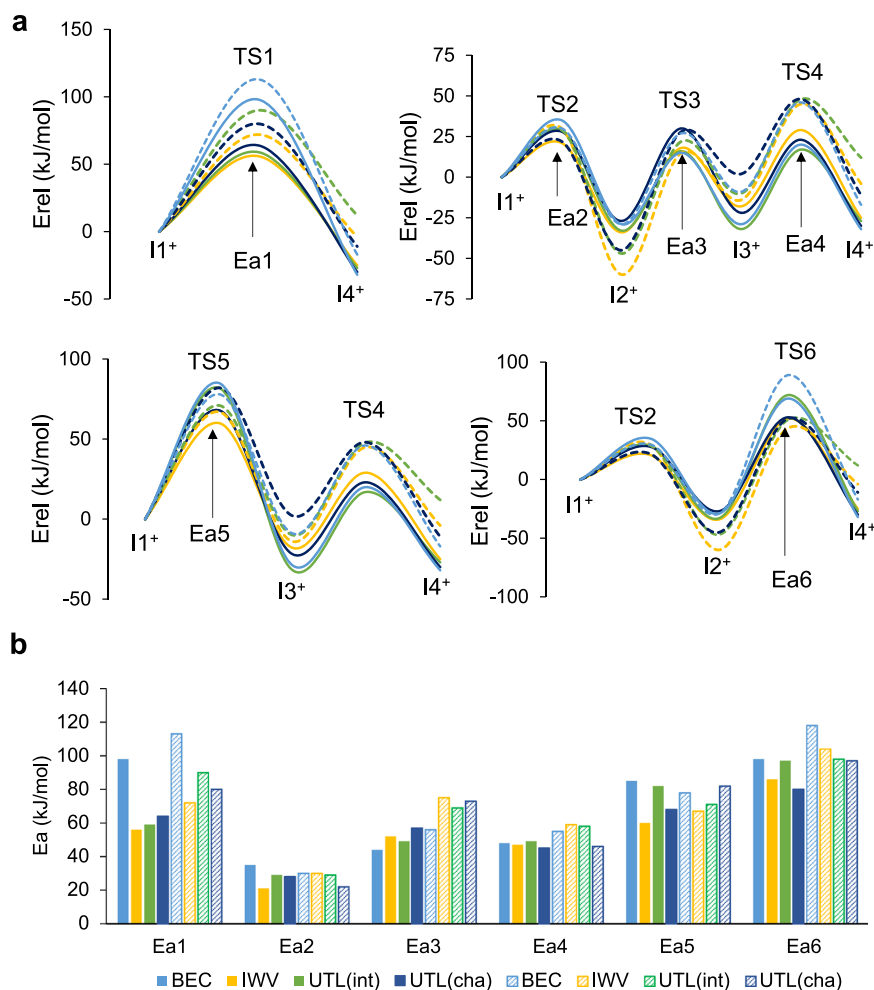 a
150
100
50
0
-50
Erel (kJ/mol)
TS1
I1+
Ea1
I4+
75
50
25
0
-25
-50
-75
Erel (kJ/mol)
TS2
TS3
TS4
I1+
Ea2
I2+
Ea3
I3+
Ea4
I4+
100
50
0
-50
Erel (kJ/mol)
TS5
TS4
I1+
Ea5
I3+
I4+
100
50
0
-50
-100
Erel (kJ/mol)
TS2
TS6
I1+
I2+
Ea6
I4+
b
140
120
100
80
60
40
20
0
Ea (kJ/mol)
Ea1 Ea2 Ea3 Ea4 Ea5 Ea6
BEC IWV UTL(int) UTL(cha) BEC IWV UTL(int) UTL(cha)